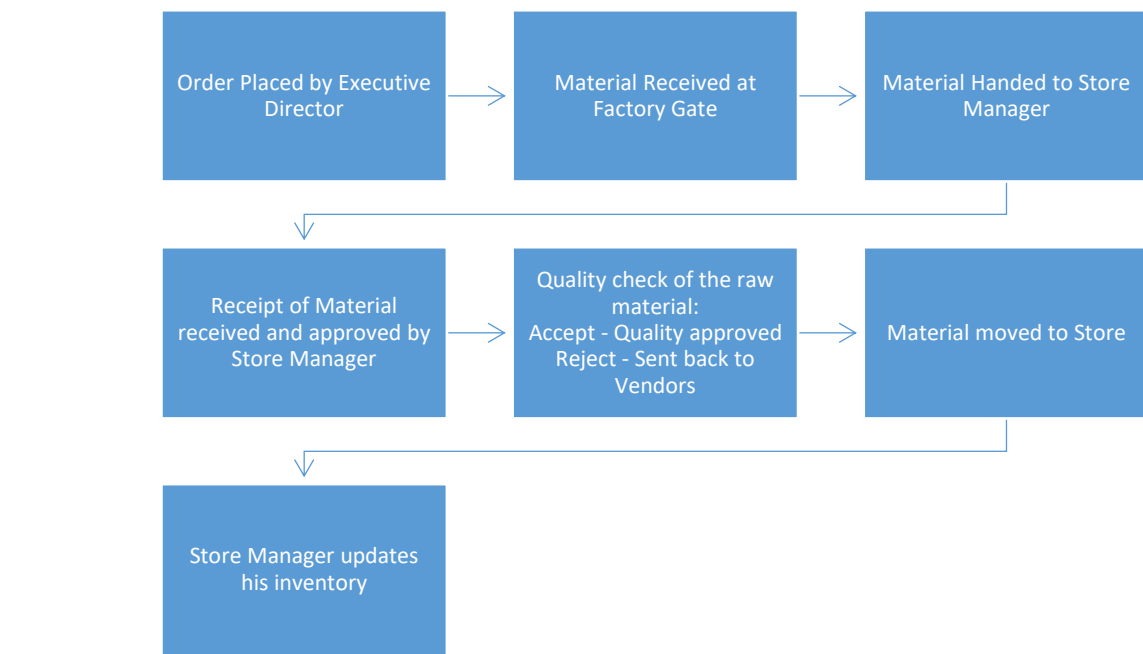 Order Placed by Executive
Director
Material Received at
Factory Gate
Material Handed to Store
Manager
Receipt of Material
received and approved by
Store Manager
Quality check of the raw
material:
Accept - Quality approved
Reject - Sent back to
Vendors
Material moved to Store
Store Manager updates
his inventory